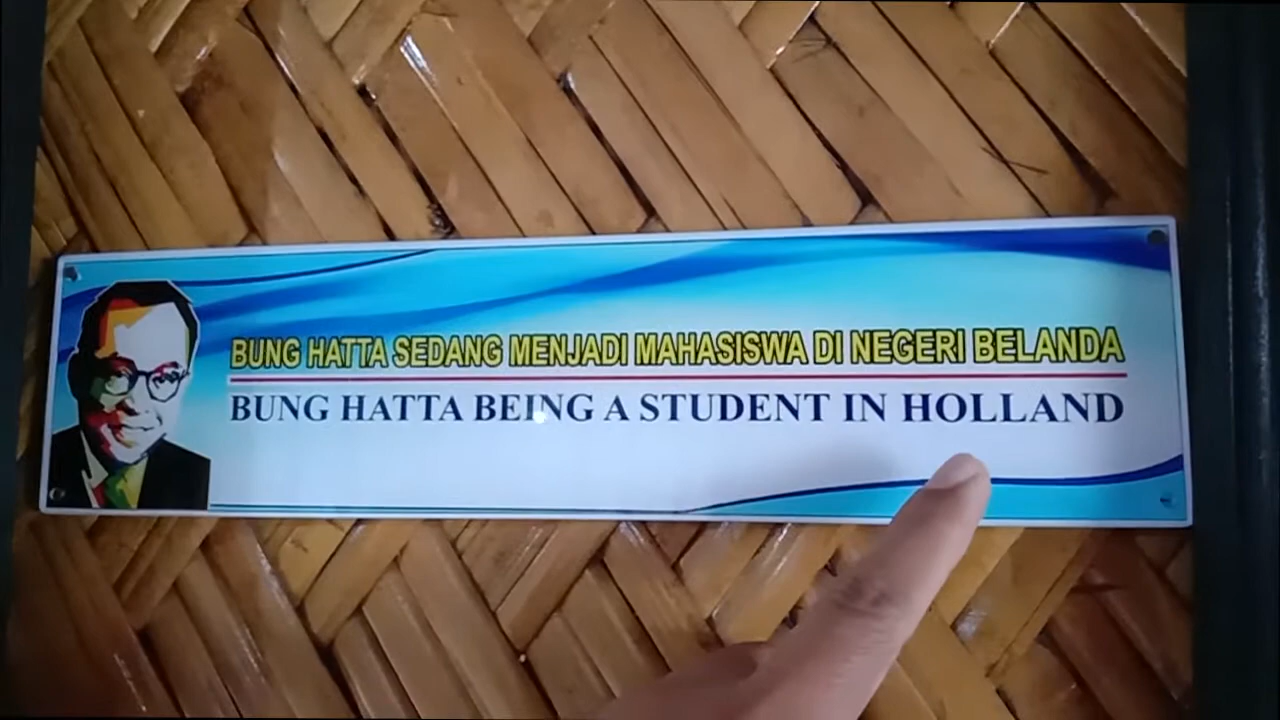 BUNG HATTA SEDANG MENJADI MAHASISWA DI NEGERI BELANDA
BUNG HATTA BEING A STUDENT IN HOLLAND